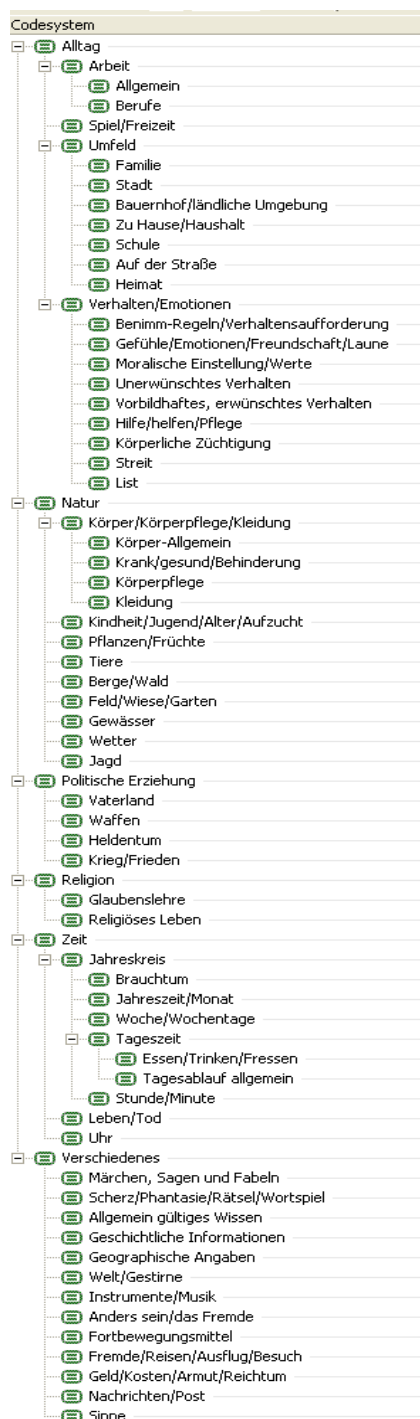 Codesystem
Alltag
Arbeit
Allgemein
Berufe
Spiel/Freizeit
Umfeld
Familie
Stadt
Bauernhof/ländliche Umgebung
Zu Hause/Haushalt
Schule
Auf der Straße
Heimat
Verhalten/Emotionen
Benimm-Regeln/Verhaltensaufforderung
Gefühle/Emotionen/Freundschaft/Laune
Moralische Einstellung/Werte
Unerwünschtes Verhalten
Vorbildhaftes, erwünschtes Verhalten
Hilfe/helfen/Pflege
Körperliche Züchtigung
Streit
List
Natur
Körper/Körperpflege/Kleidung
Körper-Allgemein
Krank/gesund/Behinderung
Körperpflege
Kleidung
Kindheit/Jugend/Alter/Aufzucht
Pflanzen/Früchte
Tiere
Berge/Wald
Feld/Wiese/Garten
Gewässer
Wetter
Jagd
Politische Erziehung
Vaterland
Waffen
Heldentum
Krieg/Frieden
Religion
Glaubenslehre
Religiöses Leben
Zeit
Jahreskreis
Brauchtum
Jahreszeit/Monat
Woche/Wochentage
Tageszeit
Essen/Trinken/Fressen
Tagesablauf allgemein
Stunde/Minute
Leben/Tod
Uhr
Verschiedenes
Märchen, Sagen und Fabeln
Scherz/Phantasie/Rätsel/Wortspiel
Allgemein gültiges Wissen
Geschichtliche Informationen
Geographische Angaben
Welt/Gestirne
Instrumente/Musik
Anders sein/das Fremde
Fortbewegungsmittel
Fremde/Reisen/Ausflug/Besuch
Geld/Kosten/Armut/Reichtum
Nachrichten/Post
Sinne